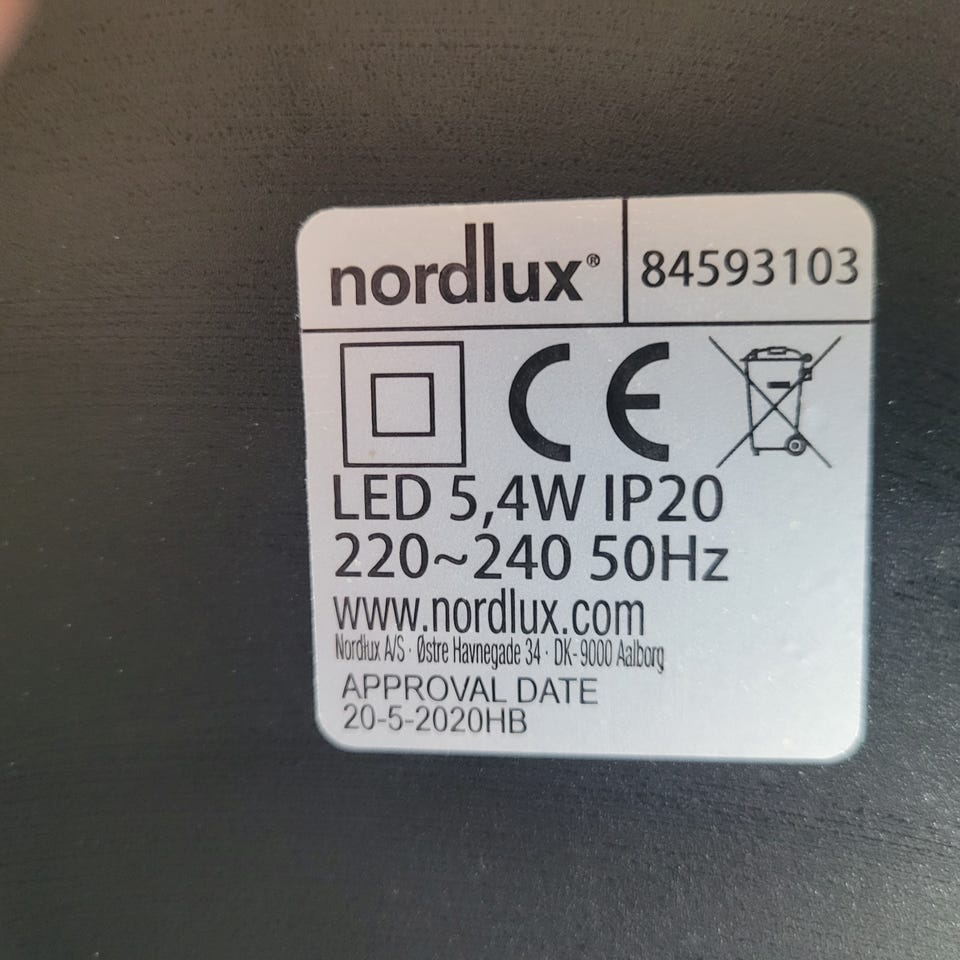 nordlux® 84593103
CE
LED 5,4W IP20
220~240 50Hz
www.nordlux.com
Nordlux A/S · Østre Havnegade 34 · DK-9000 Aalborg
APPROVAL DATE
20-5-2020HB